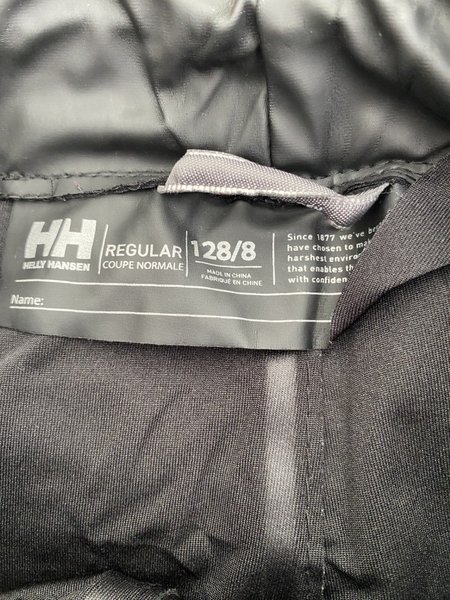 HH
HELLY HANSEN
REGULAR
COUPE NORMALE
128/8
MADE IN CHINA
FABRIQUÉ EN CHINE
Since 1877 we've
have chosen to
harshest
that enables
with
Name: